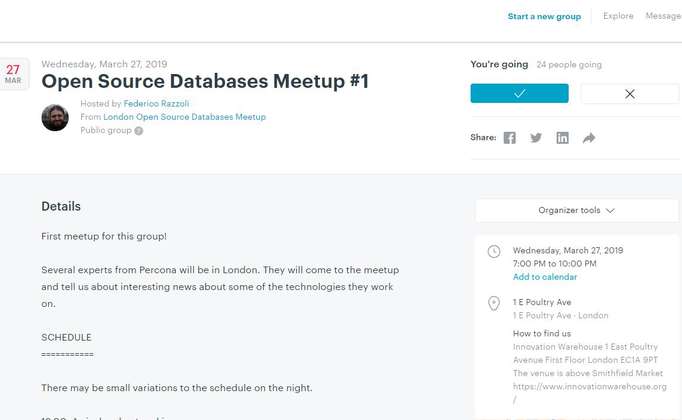 Start a new group
Explore
Message
27
MAR
Wednesday, March 27, 2019
Open Source Databases Meetup #1
Hosted by Federico Razzoli
From London Open Source Databases Meetup
Public group ?
You're going 24 people going
Share:
Details
First meetup for this group!
Several experts from Percona will be in London. They will come to the meetup
and tell us about interesting news about some of the technologies they work
on.
SCHEDULE
===========
There may be small variations to the schedule on the night.
Organizer tools
Wednesday, March 27, 2019
7:00 PM to 10:00 PM
Add to calendar
1 E Poultry Ave
1 E Poultry Ave · London
How to find us
Innovation Warehouse 1 East Poultry
Avenue First Floor London EC1A 9PT
The venue is above Smithfield Market
https://www.innovationwarehouse.org
/